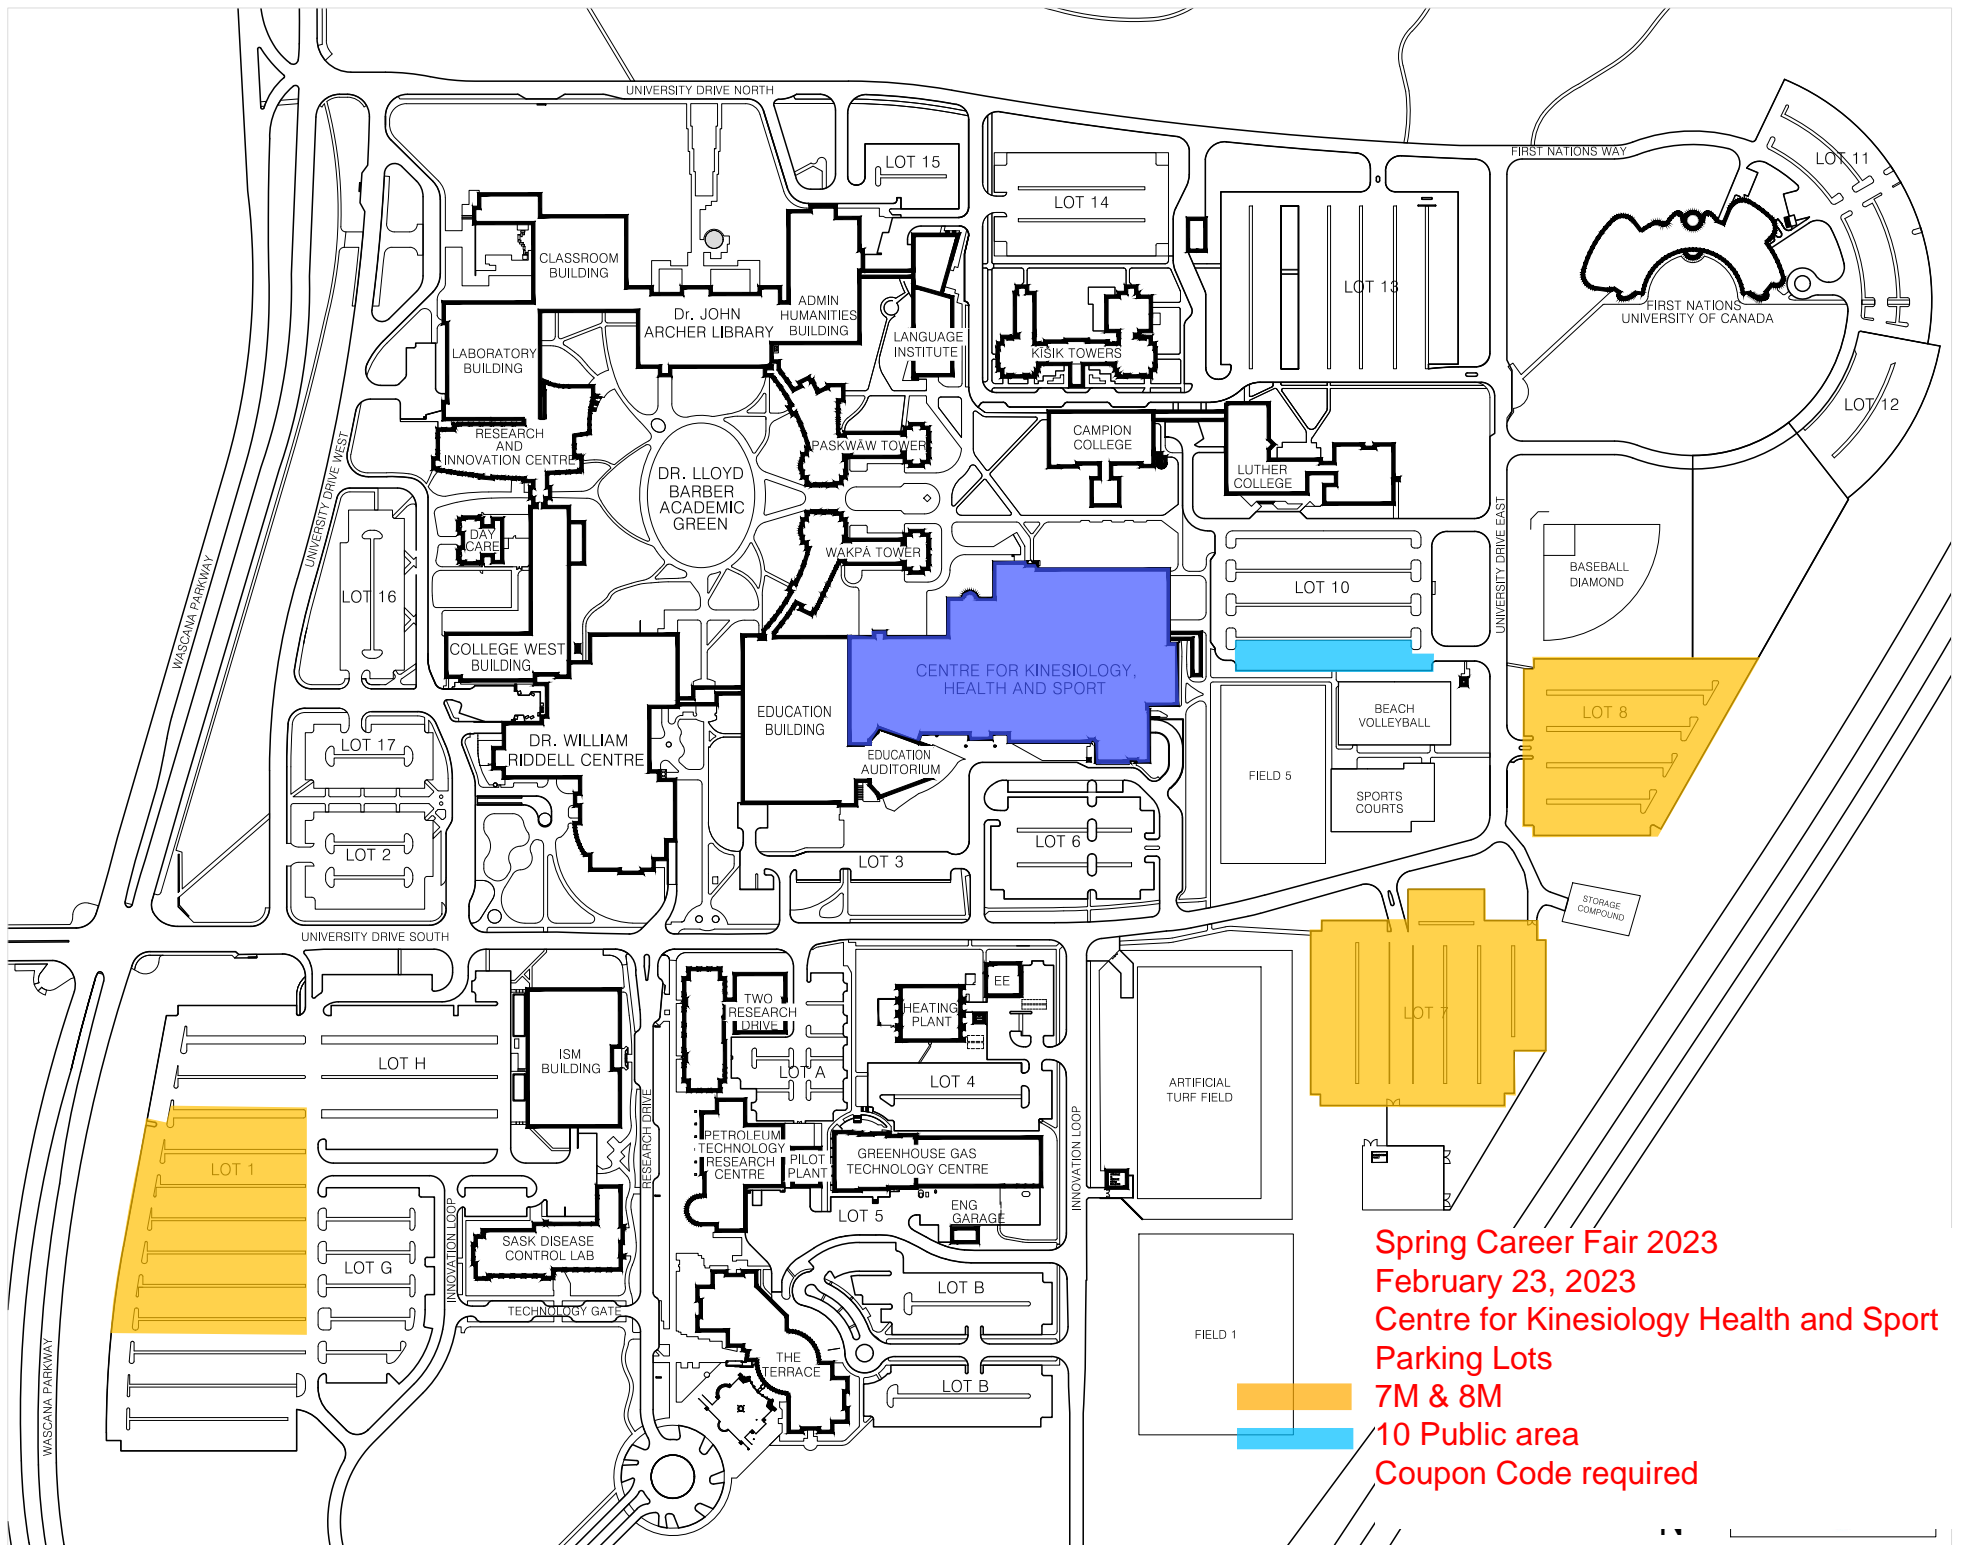 UNIVERSITY DRIVE NORTH
FIRST NATIONS WAY
LOT 11
LOT 15
LOT 14
CLASSROOM
BUILDING
Dr. JOHN
ARCHER LIBRARY
ADMIN
HUMANITIES
BUILDING
LOT 13
FIRST NATIONS
UNIVERSITY OF CANADA
LABORATORY
BUILDING
LANGUAGE
INSTITUTE
KĪSIK TOWERS
LOT 12
RESEARCH
AND
INNOVATION CENTRE
PASKWĀW TOWER
CAMPION
COLLEGE
LUTHER
COLLEGE
DR. LLOYD
BARBER
ACADEMIC
GREEN
UNIVERSITY DRIVE WEST
UNIVERSITY DRIVE EAST
DAY
CARE
WAKPĀ TOWER
BASEBALL
DIAMOND
LOT 16
LOT 10
WASCANA PARKWAY
COLLEGE WEST
BUILDING
CENTRE FOR KINESIOLOGY,
HEALTH AND SPORT
EDUCATION
BUILDING
BEACH
VOLLEYBALL
LOT 8
LOT 17
DR. WILLIAM
RIDDELL CENTRE
EDUCATION
AUDITORIUM
FIELD 5
SPORTS
COURTS
LOT 2
LOT 3
LOT 6
STORAGE
COMPOUND
UNIVERSITY DRIVE SOUTH
TWO
RESEARCH
DRIVE
HEATING
PLANT
EE
LOT 7
LOT H
ISM
BUILDING
LOT A
LOT 4
ARTIFICIAL
TURF FIELD
RESEARCH DRIVE
INNOVATION LOOP
LOT 1
PETROLEUM
TECHNOLOGY
RESEARCH
CENTRE
PILOT
PLANT
GREENHOUSE GAS
TECHNOLOGY CENTRE
INNOVATION LOOP
LOT 5
ENG
GARAGE
SASK DISEASE
CONTROL LAB
LOT G
TECHNOLOGY GATE
LOT B
FIELD 1
THE
TERRACE
LOT B
WASCANA PARKWAY
Spring Career Fair 2023
February 23, 2023
Centre for Kinesiology Health and Sport
Parking Lots
7M & 8M
10 Public area
Coupon Code required